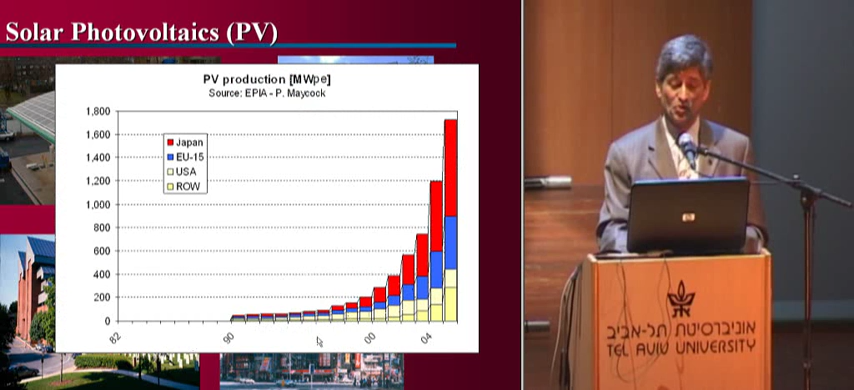 Solar Photovoltaics (PV)
PV production [MWpe]
Source: EPIA - P. Maycock
1,800
1,600
1,400
1,200
1,000
800
600
400
200
0
Japan
EU-15
USA
ROW
82
90
00
04
hp
אוניברסיטת תל-אביב
TEL AVIV UNIVERSITY